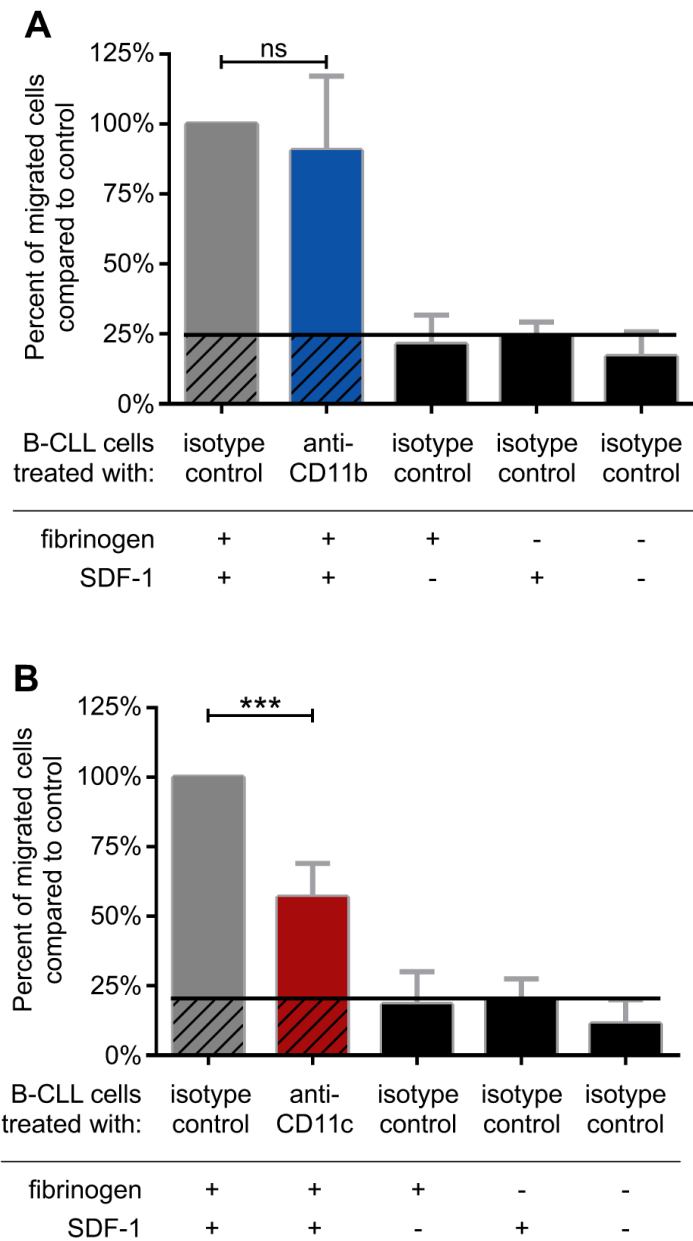 A
Percent of migrated cells
compared to control
125%
100%
75%
50%
25%
0%
ns
B-CLL cells isotype anti- isotype isotype isotype
treated with: control CD11b control control control
fibrinogen + + + - -
SDF-1 + + - + -
B
Percent of migrated cells
compared to control
125%
100%
75%
50%
25%
0%
***
B-CLL cells isotype anti- isotype isotype isotype
treated with: control CD11c control control control
fibrinogen + + + - -
SDF-1 + + - + -